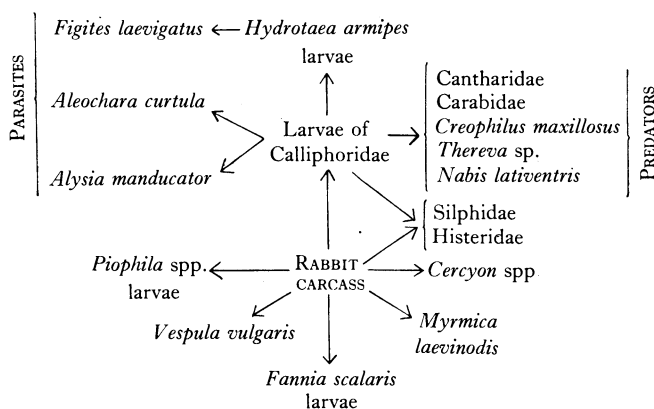 Figites laevigatus
Hydrotaea armipes
larvae
PARASITES
Aleochara curtula
Alysia manducator
Larvae of
Calliphoridae
Cantharidae
Carabidae
Creophilus maxillosus
Thereva sp.
Nabis lativentris
PREDATORS
Silphidae
Histeridae
Piophila spp.
larvae
RABBIT
CARCASS
Cercyon spp
Vespula vulgaris
Myrmica
laevinodis
Fannia scalaris
larvae